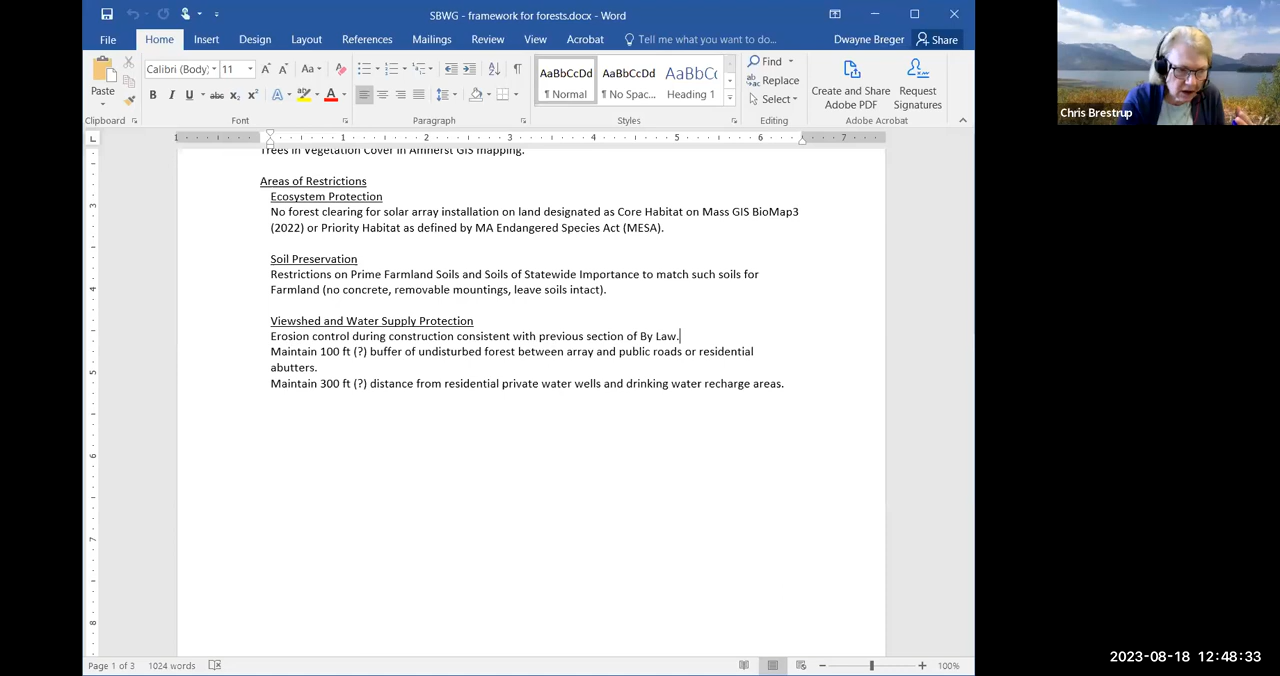 SBWG - framework for forests.docx - Word
File Home Insert Design Layout References Mailings Review View Acrobat Tell me what you want to do... Dwayne Breger Share
Paste
Calibri (Body) 11
AaBbCcDd AaBbCcDd AaBbCc
¶ Normal ¶ No Spac... Heading 1
Find
Replace
Select
Create and Share
Adobe PDF
Request
Signatures
Clipboard Font Paragraph Styles Editing Adobe Acrobat
Trees in Vegetation Cover in Amherst GIS mapping.
Areas of Restrictions
Ecosystem Protection
No forest clearing for solar array installation on land designated as Core Habitat on Mass GIS BioMap3
(2022) or Priority Habitat as defined by MA Endangered Species Act (MESA).
Soil Preservation
Restrictions on Prime Farmland Soils and Soils of Statewide Importance to match such soils for
Farmland (no concrete, removable mountings, leave soils intact).
Viewshed and Water Supply Protection
Erosion control during construction consistent with previous section of By Law.
Maintain 100 ft (?) buffer of undisturbed forest between array and public roads or residential
abutters.
Maintain 300 ft (?) distance from residential private water wells and drinking water recharge areas.
Page 1 of 3 1024 words 100%
Chris Brestrup
2023-08-18 12:48:33